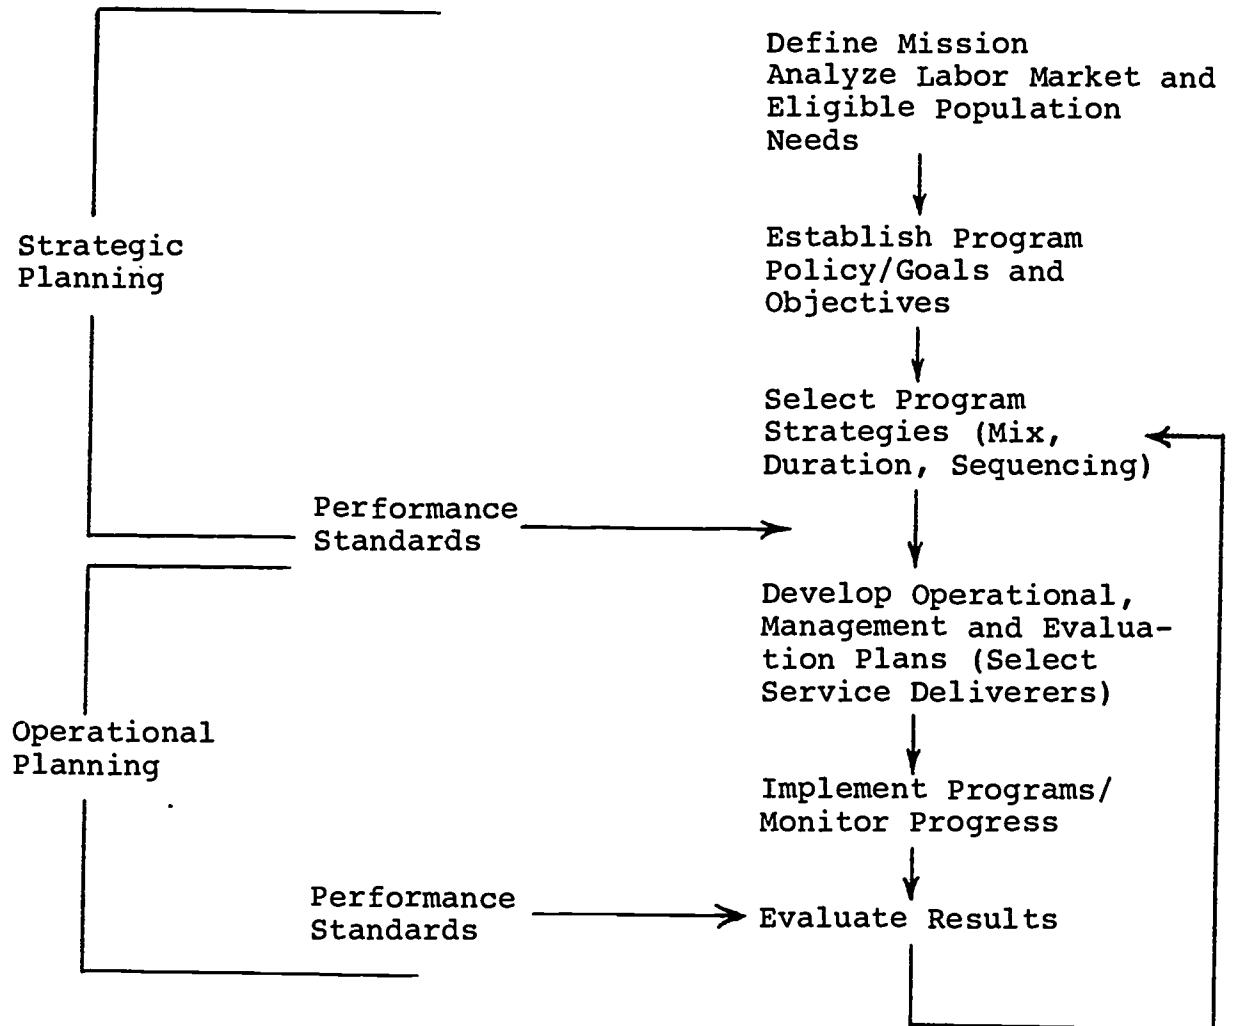 Define Mission
Analyze Labor Market and
Eligible Population
Needs
Strategic
Planning
Establish Program
Policy/Goals and
Objectives
Select Program
Strategies (Mix,
Duration, Sequencing)
Performance
Standards
Develop Operational,
Management and Evalua-
tion Plans (Select
Service Deliverers)
Operational
Planning
Implement Programs/
Monitor Progress
Performance
Standards
Evaluate Results